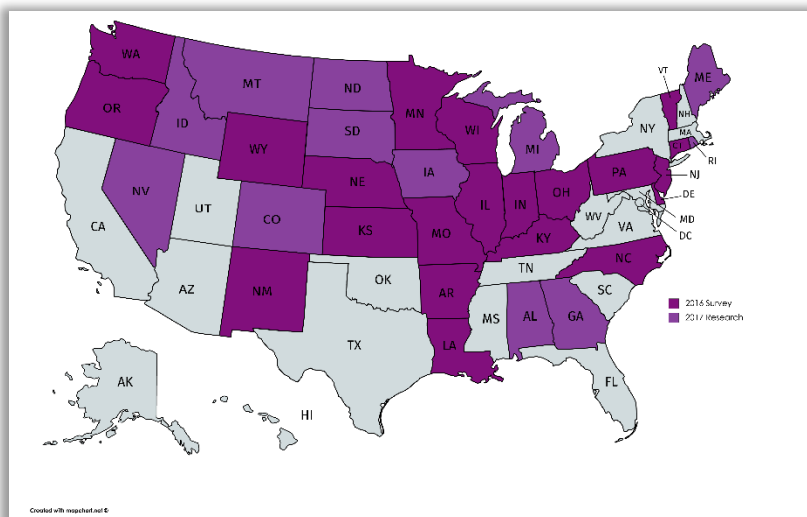 WA
OR
CA
NV
ID
MT
WY
UT
AZ
CO
NM
ND
SD
NE
KS
OK
TX
MN
IA
MO
AR
LA
WI
IL
MI
IN
OH
KY
TN
MS
AL
GA
FL
SC
NC
VA
WV
PA
NY
VT
NH
ME
MA
CT
RI
NJ
DE
MD
DC
AK
HI
2016 Survey
2017 Research
Created with mapchart.net ©